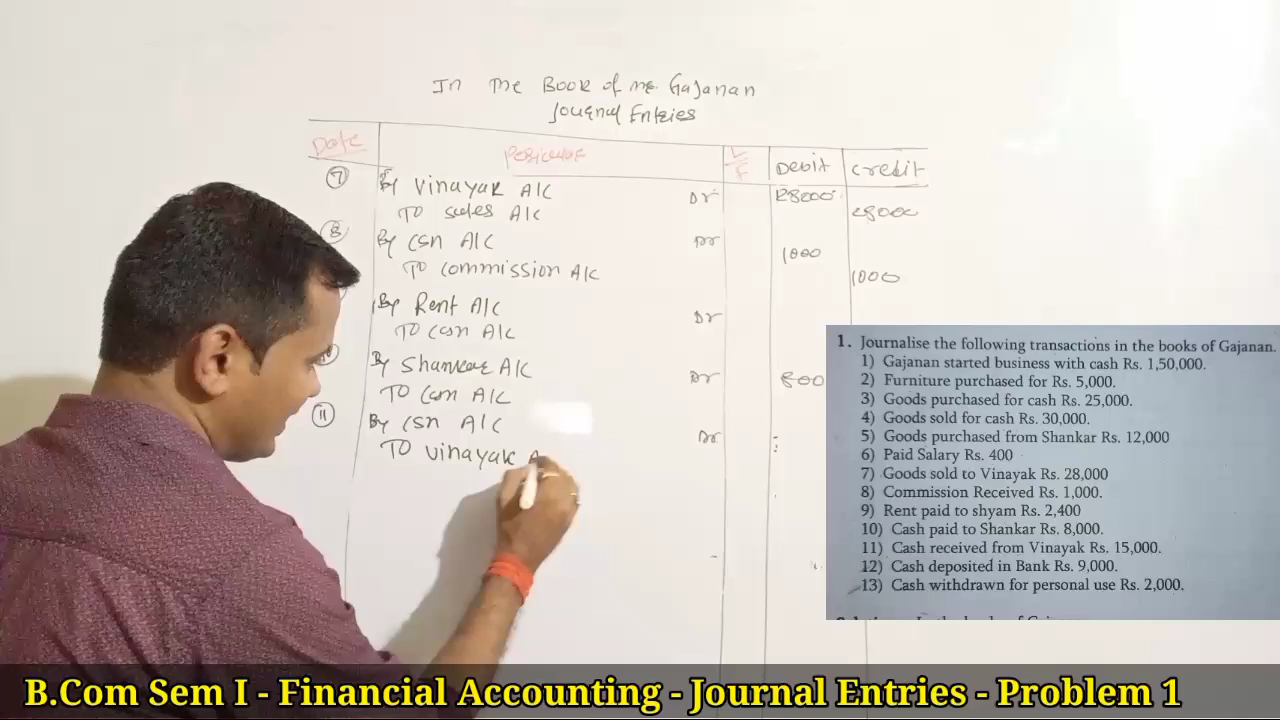 In The Book of Mr. Gajanan
Journal Entries
Date
L/F Debit Credit
7 By Vinayak A/C Dr 28000
To sales A/C 28000
8 By Csn A/C Dr 1000
To commission A/C 1000
By Rent A/C Dr
To Csn A/C
By Shankar A/C Dr 800
To Csn A/C
11 By Csn A/C Dr
To vinayak A
1. Journalise the following transactions in the books of Gajanan.
1) Gajanan started business with cash Rs. 1,50,000.
2) Furniture purchased for Rs. 5,000.
3) Goods purchased for cash Rs. 25,000.
4) Goods sold for cash Rs. 30,000.
5) Goods purchased from Shankar Rs. 12,000
6) Paid Salary Rs. 400
7) Goods sold to Vinayak Rs. 28,000
8) Commission Received Rs. 1,000.
9) Rent paid to shyam Rs. 2,400
10) Cash paid to Shankar Rs. 8,000.
11) Cash received from Vinayak Rs. 15,000.
12) Cash deposited in Bank Rs. 9,000.
13) Cash withdrawn for personal use Rs. 2,000.
B.Com Sem I - Financial Accounting - Journal Entries - Problem 1